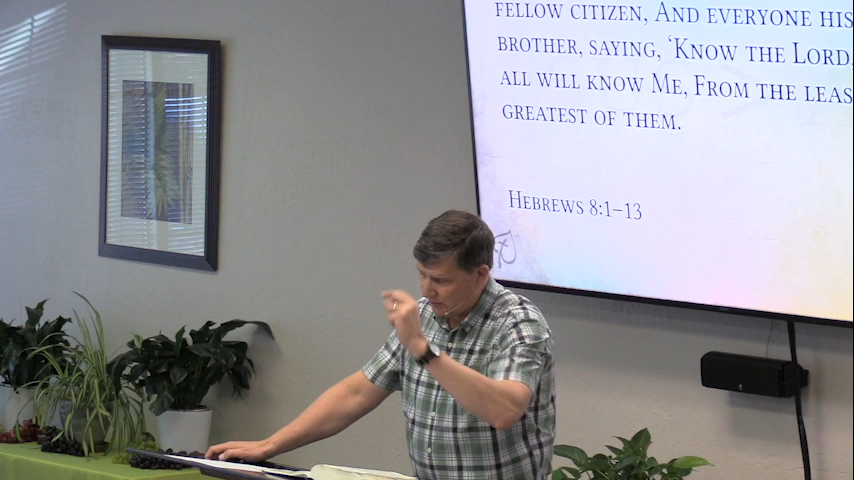 FELLOW CITIZEN, AND EVERYONE HIS
BROTHER, SAYING, ‘KNOW THE LORD,
ALL WILL KNOW ME, FROM THE LEAS
GREATEST OF THEM.
HEBREWS 8:1–13